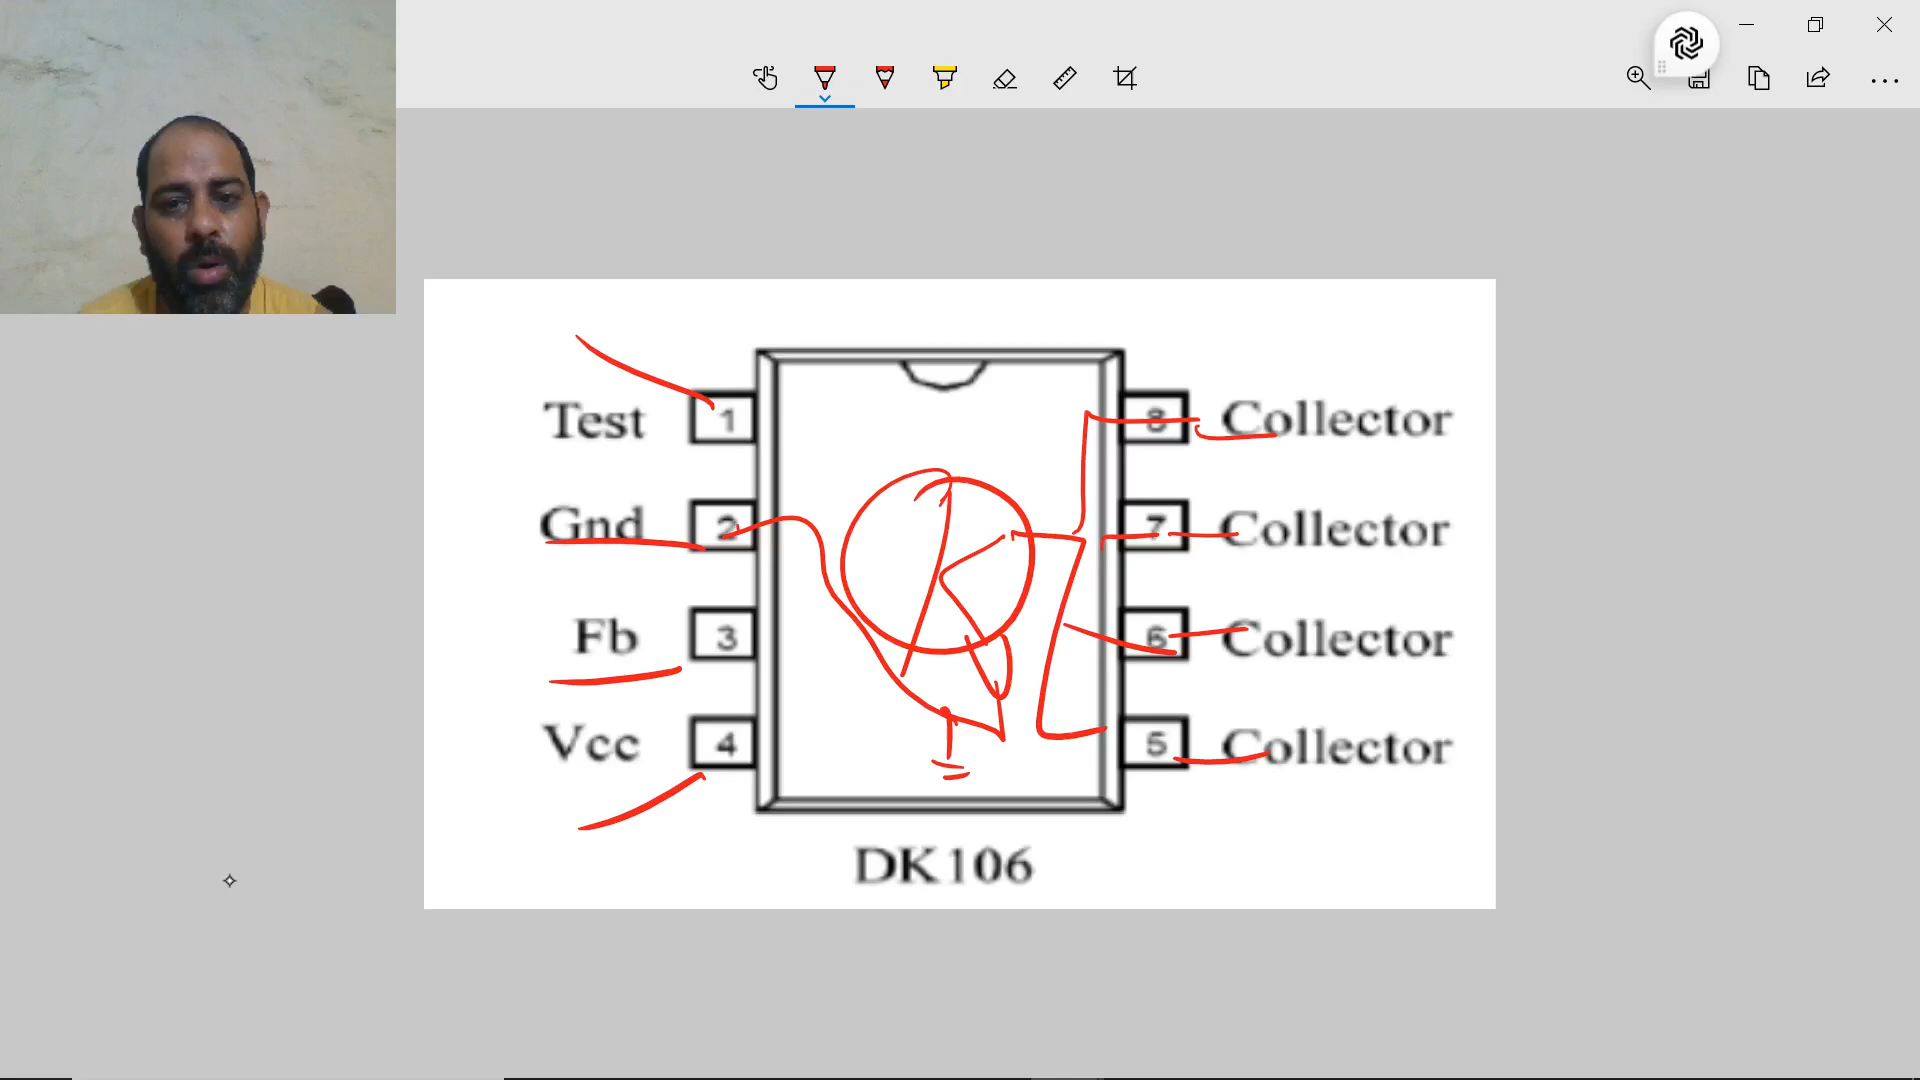 Test 1 8 Collector
Gnd 2 7 Collector
Fb 3 6 Collector
Vcc 4 5 Collector
DK106